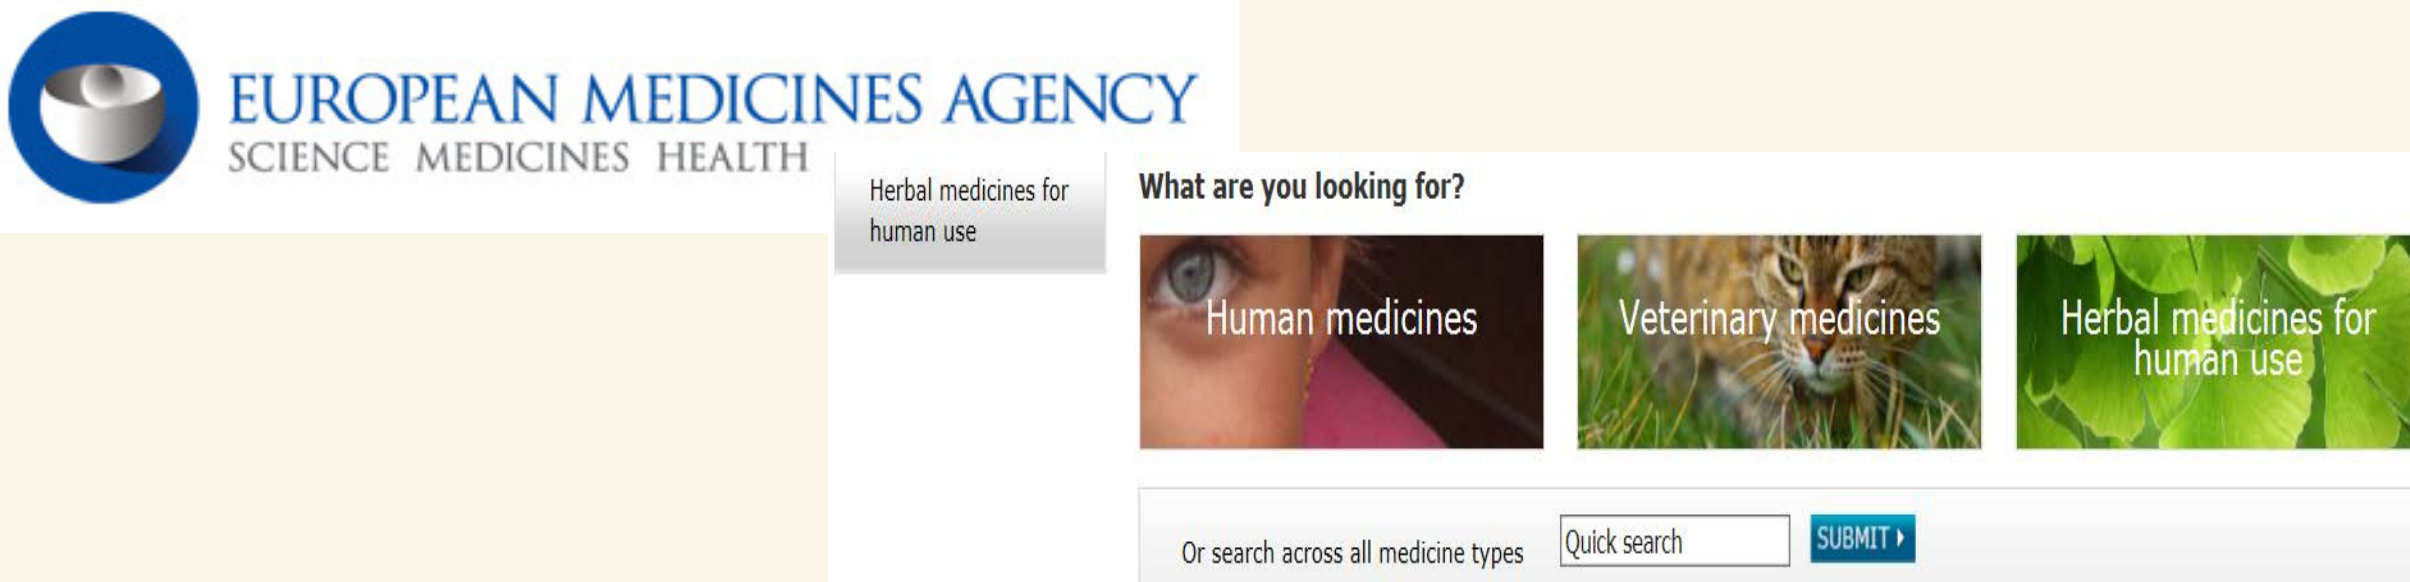 EUROPEAN MEDICINES AGENCY
SCIENCE MEDICINES HEALTH
Herbal medicines for
human use
What are you looking for?
Human medicines
Veterinary medicines
Herbal medicines for
human use
Or search across all medicine types
Quick search
SUBMIT